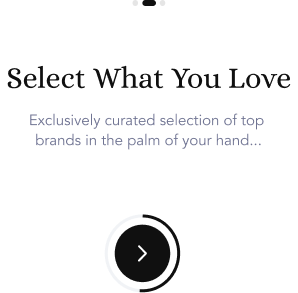 Select What You Love
Exclusively curated selection of top
brands in the palm of your hand...